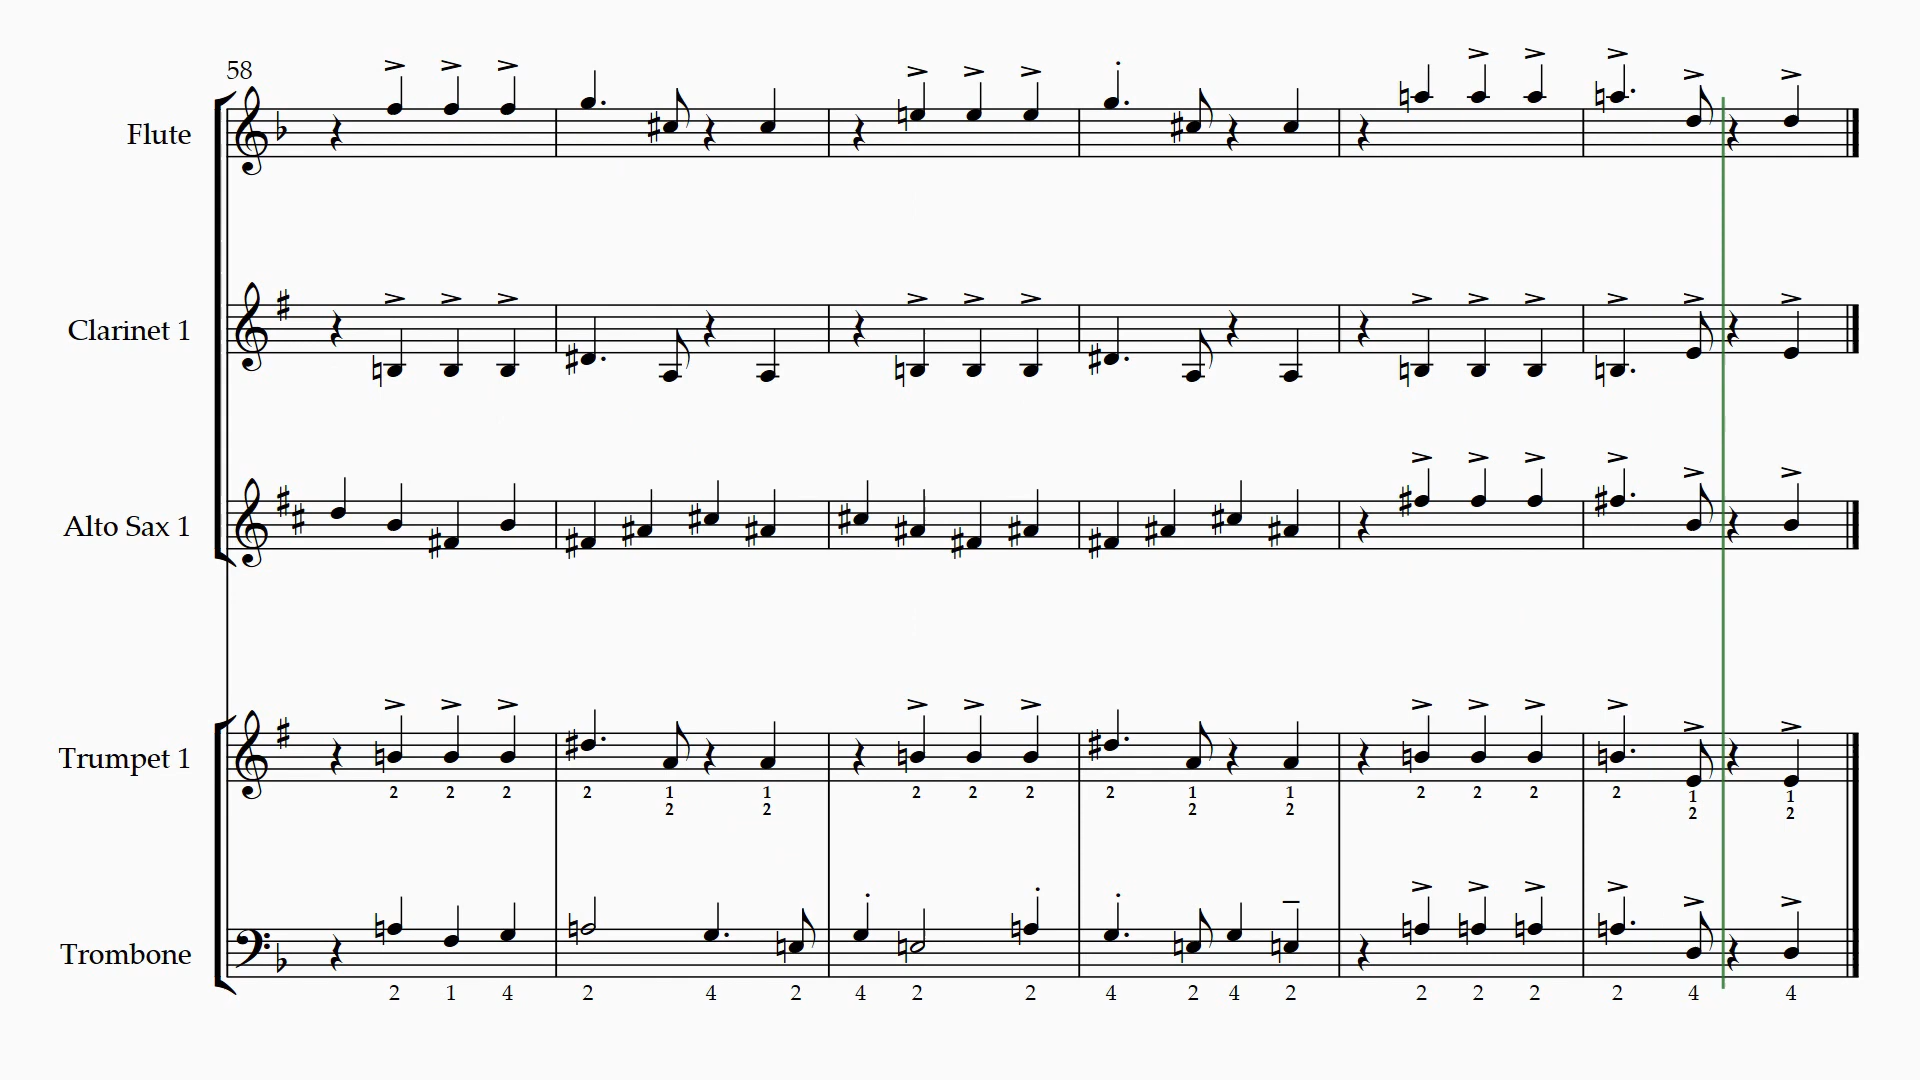 58
Flute
Clarinet 1
Alto Sax 1
Trumpet 1
2 2 2 2 1 1 2 2 2 2 1 1 2 2 2 2 1 1
2 2 2 2 2 2
Trombone
2 1 4 2 4 2 4 2 2 4 2 4 2 2 2 2 2 4 4